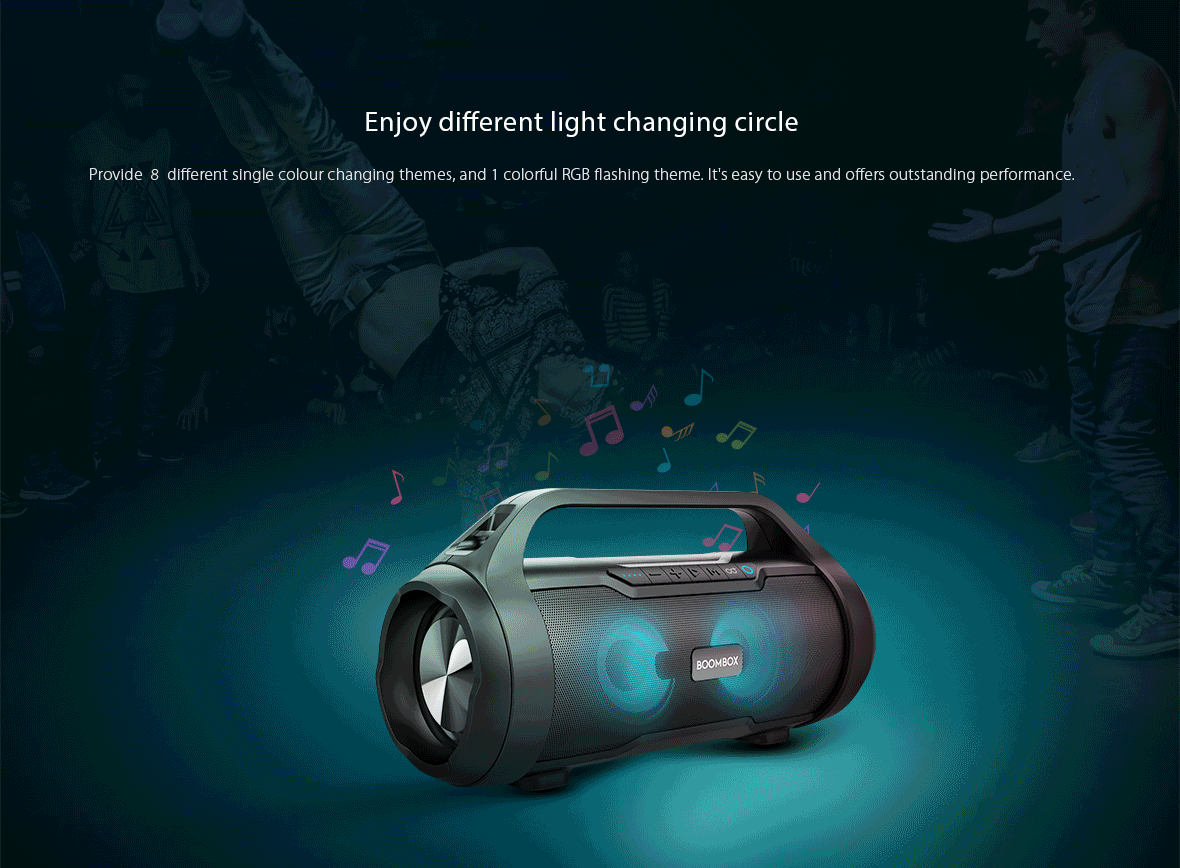 Enjoy different light changing circle
Provide 8 different single colour changing themes, and 1 colorful RGB flashing theme. It's easy to use and offers outstanding performance.
BOOMBOX